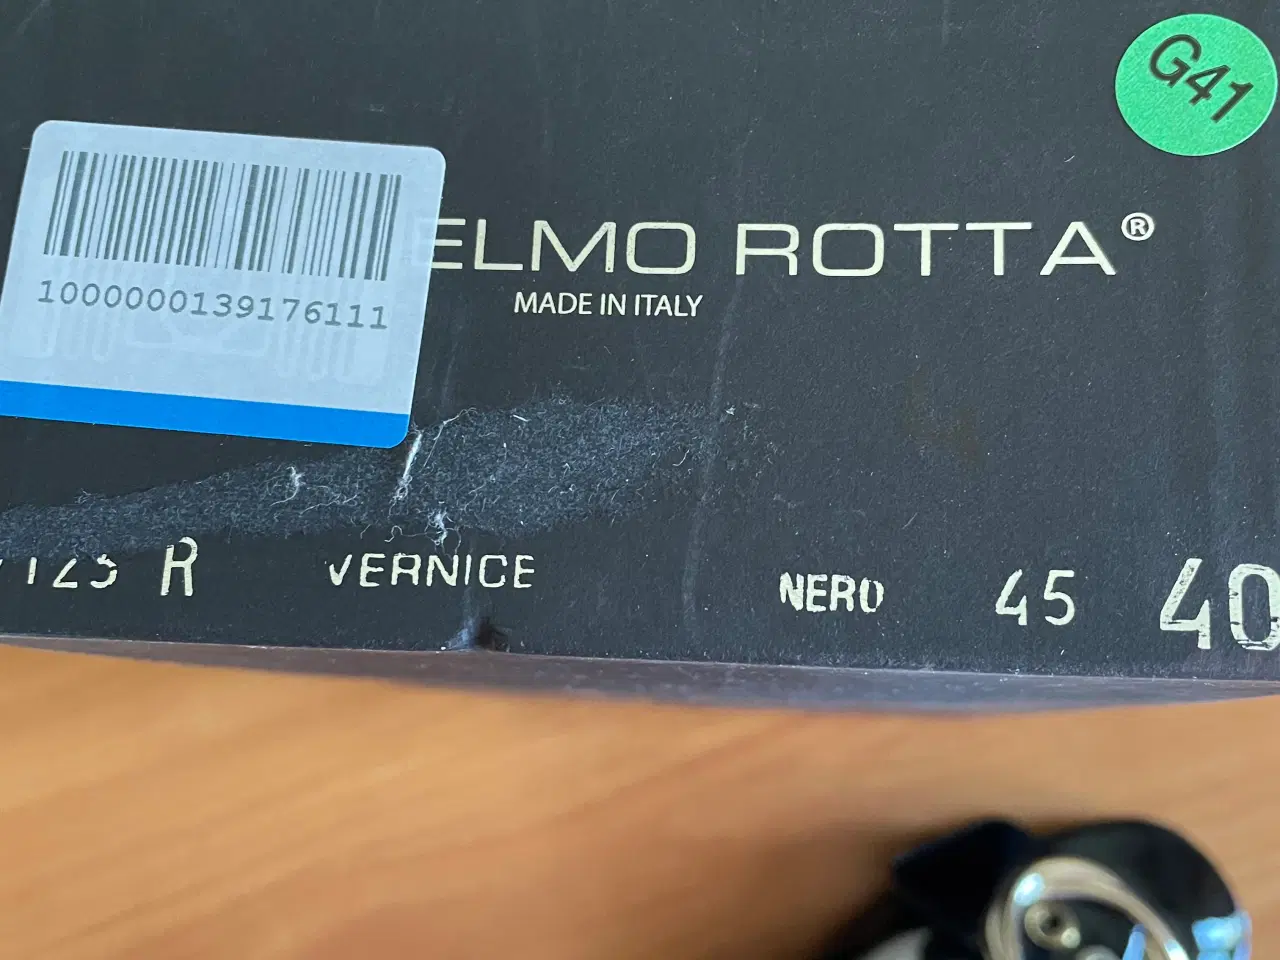 G41
ELMO ROTTA®
MADE IN ITALY
1000000139176111
R VERNICE NERO 45 40